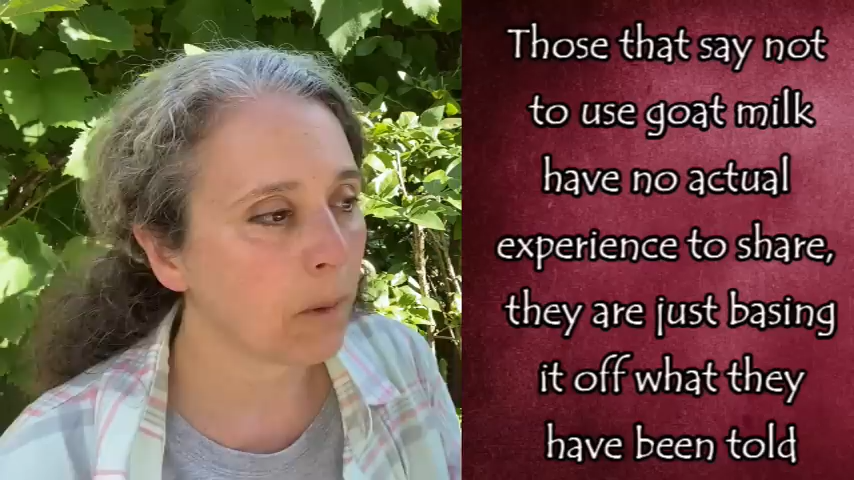 Those that say not
to use goat milk
have no actual
experience to share,
they are just basing
it off what they
have been told